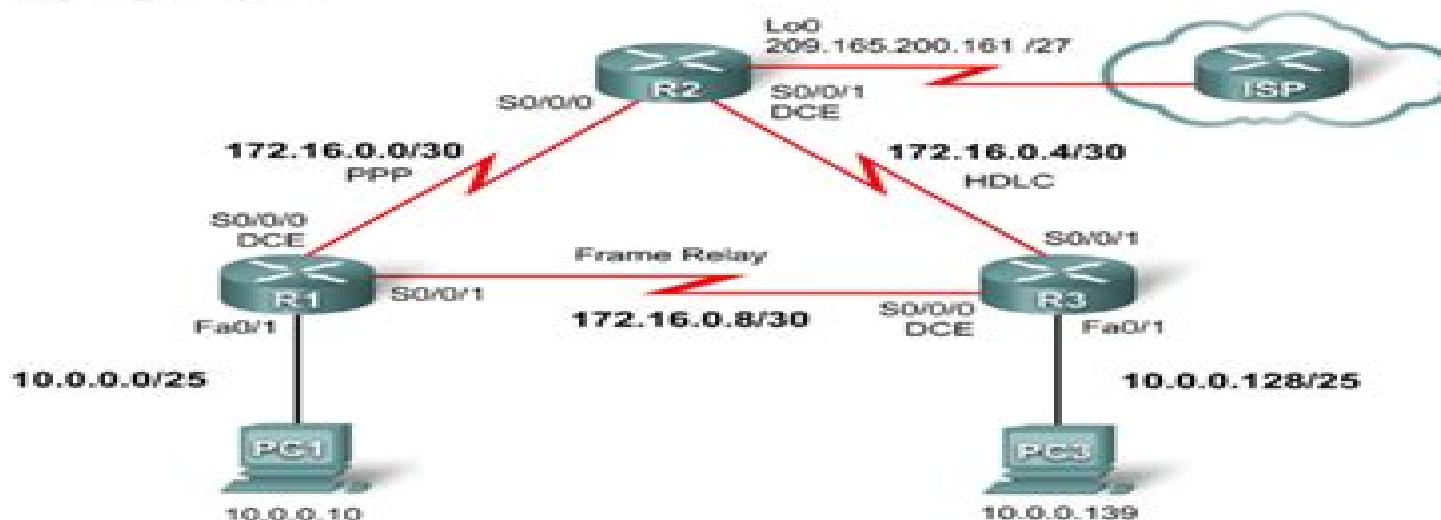 Lo0
209.165.200.161 /27
R2
ISP
S0/0/0
S0/0/1
DCE
172.16.0.0/30
PPP
172.16.0.4/30
HDLC
S0/0/0
DCE
S0/0/1
Frame Relay
R1
R3
S0/0/1
S0/0/0
DCE
172.16.0.8/30
Fa0/1
Fa0/1
10.0.0.0/25
10.0.0.128/25
PC1
PC3
10.0.0.10
10.0.0.139